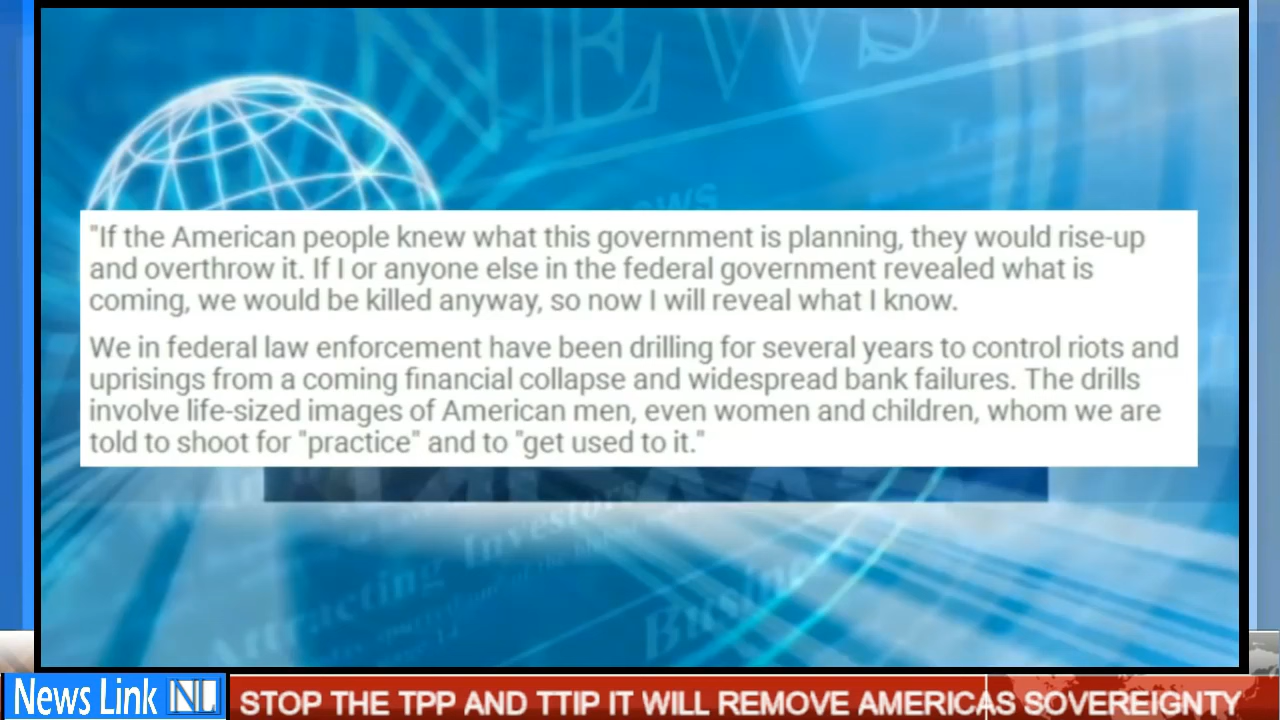 NEWS
News
"If the American people knew what this government is planning, they would rise-up
and overthrow it. If I or anyone else in the federal government revealed what is
coming, we would be killed anyway, so now I will reveal what I know.
We in federal law enforcement have been drilling for several years to control riots and
uprisings from a coming financial collapse and widespread bank failures. The drills
involve life-sized images of American men, even women and children, whom we are
told to shoot for "practice" and to "get used to it."
Investors
Attracting
News Link NL
STOP THE TPP AND TTIP IT WILL REMOVE AMERICAS SOVEREIGNTY